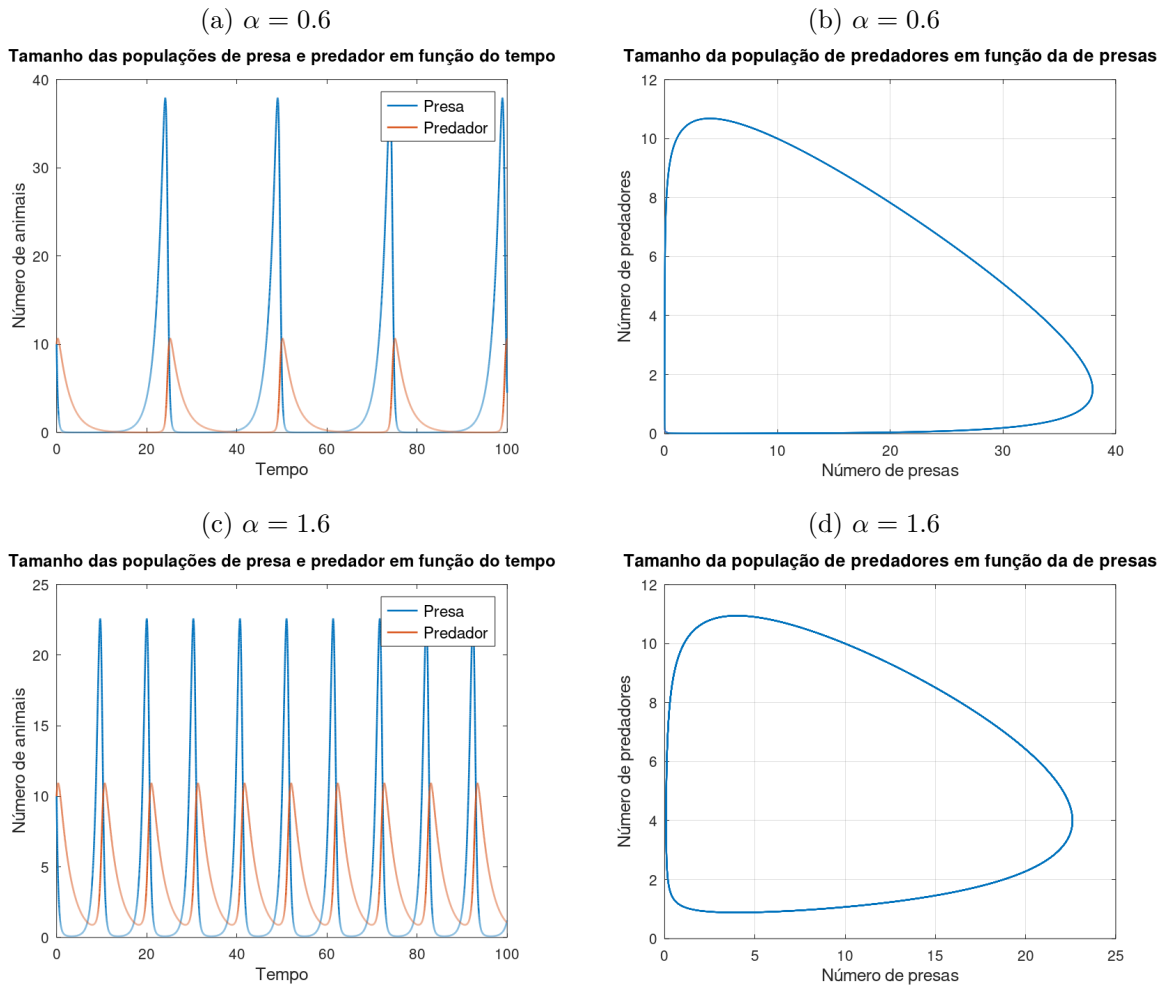 (a) α = 0.6
Tamanho das populações de presa e predador em função do tempo
40
30
20
10
0
0 20 40 60 80 100
Número de animais
Tempo
Presa
Predador
(b) α = 0.6
Tamanho da população de predadores em função da de presas
12
10
8
6
4
2
0
0 10 20 30 40
Número de predadores
Número de presas
(c) α = 1.6
Tamanho das populações de presa e predador em função do tempo
25
20
15
10
5
0
0 20 40 60 80 100
Número de animais
Tempo
Presa
Predador
(d) α = 1.6
Tamanho da população de predadores em função da de presas
12
10
8
6
4
2
0
0 5 10 15 20 25
Número de predadores
Número de presas